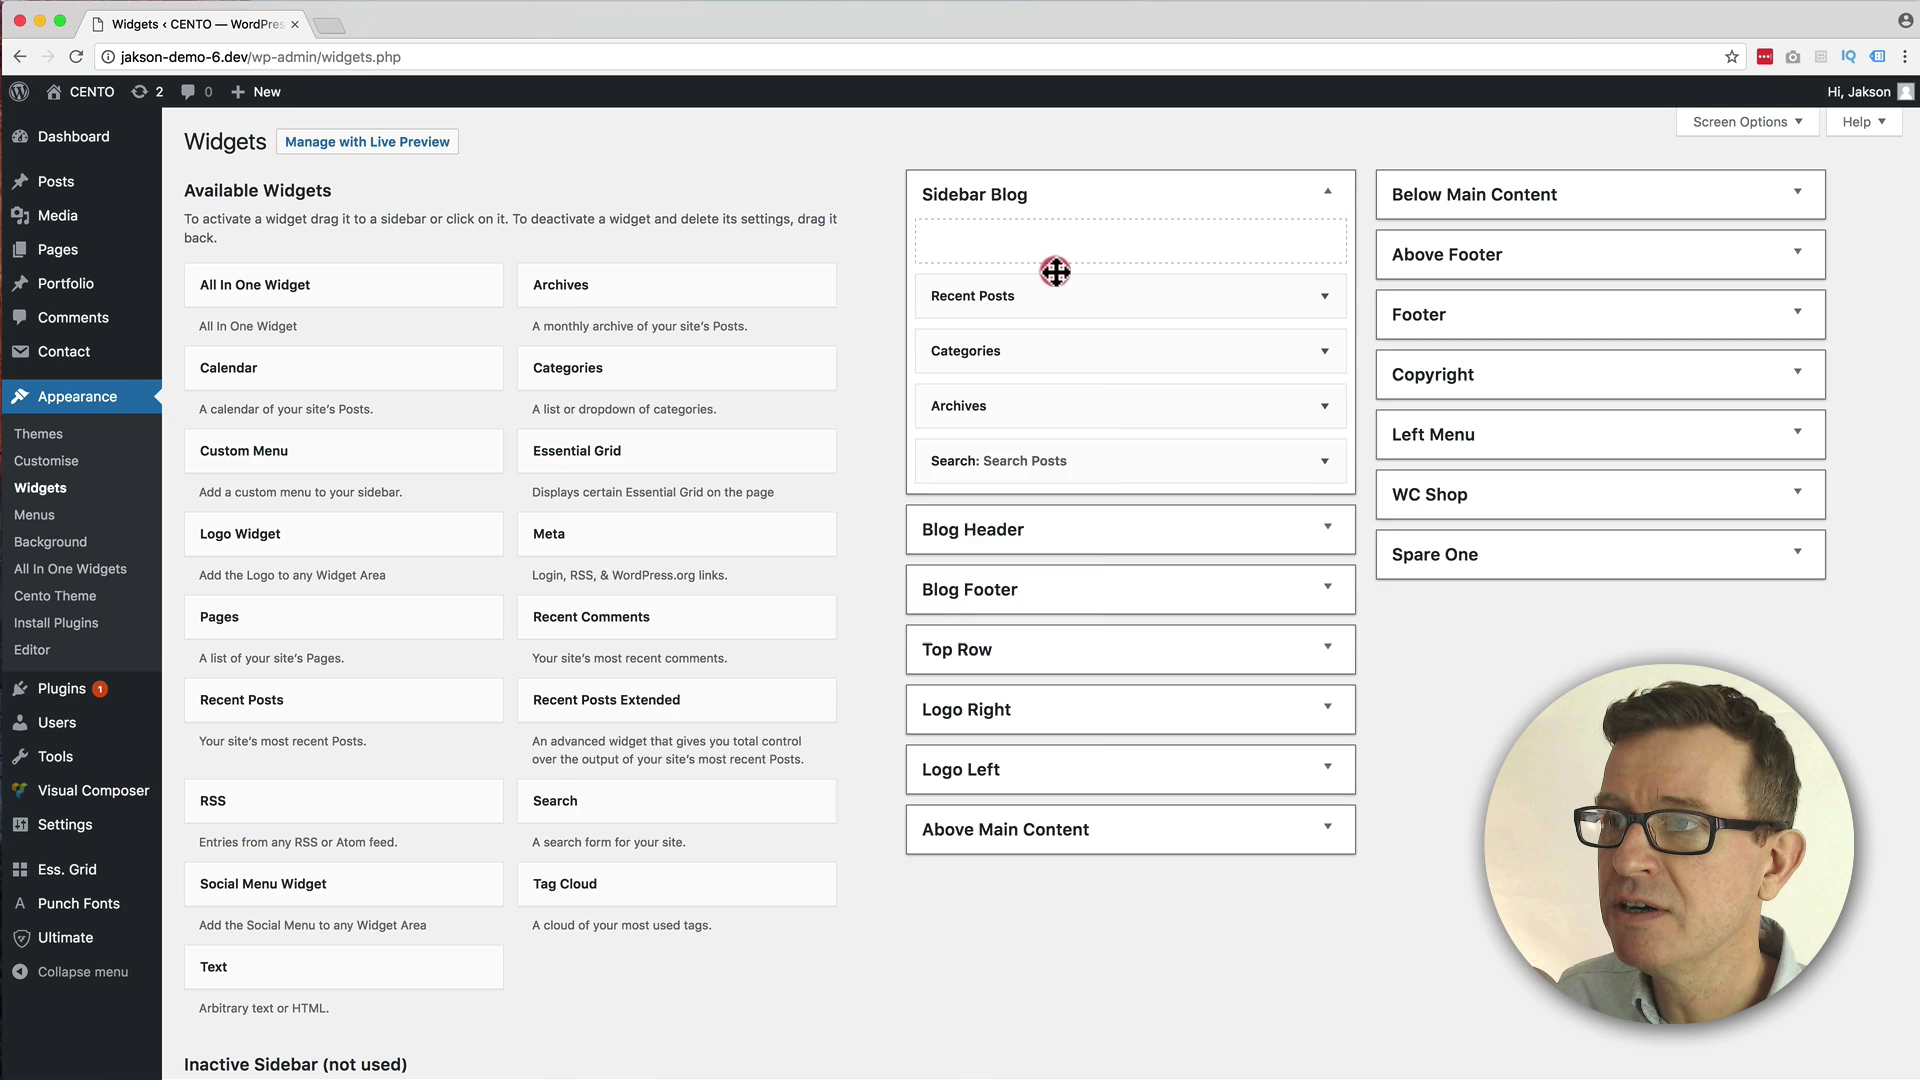 Widgets ‹ CENTO — WordPres
jakson-demo-6.dev/wp-admin/widgets.php
IQ
CENTO
2
0
New
Hi, Jakson
Screen Options
Help
Dashboard
Posts
Media
Pages
Portfolio
Comments
Contact
Appearance
Themes
Customise
Widgets
Menus
Background
All In One Widgets
Cento Theme
Install Plugins
Editor
Plugins 1
Users
Tools
Visual Composer
Settings
Ess. Grid
Punch Fonts
Ultimate
Collapse menu
Widgets
Manage with Live Preview
Available Widgets
To activate a widget drag it to a sidebar or click on it. To deactivate a widget and delete its settings, drag it
back.
All In One Widget
All In One Widget
Archives
A monthly archive of your site’s Posts.
Calendar
A calendar of your site’s Posts.
Categories
A list or dropdown of categories.
Custom Menu
Add a custom menu to your sidebar.
Essential Grid
Displays certain Essential Grid on the page
Logo Widget
Add the Logo to any Widget Area
Meta
Login, RSS, & WordPress.org links.
Pages
A list of your site’s Pages.
Recent Comments
Your site’s most recent comments.
Recent Posts
Your site’s most recent Posts.
Recent Posts Extended
An advanced widget that gives you total control
over the output of your site’s most recent Posts.
RSS
Entries from any RSS or Atom feed.
Search
A search form for your site.
Social Menu Widget
Add the Social Menu to any Widget Area
Tag Cloud
A cloud of your most used tags.
Text
Arbitrary text or HTML.
Inactive Sidebar (not used)
Sidebar Blog
Recent Posts
Categories
Archives
Search: Search Posts
Blog Header
Blog Footer
Top Row
Logo Right
Logo Left
Above Main Content
Below Main Content
Above Footer
Footer
Copyright
Left Menu
WC Shop
Spare One